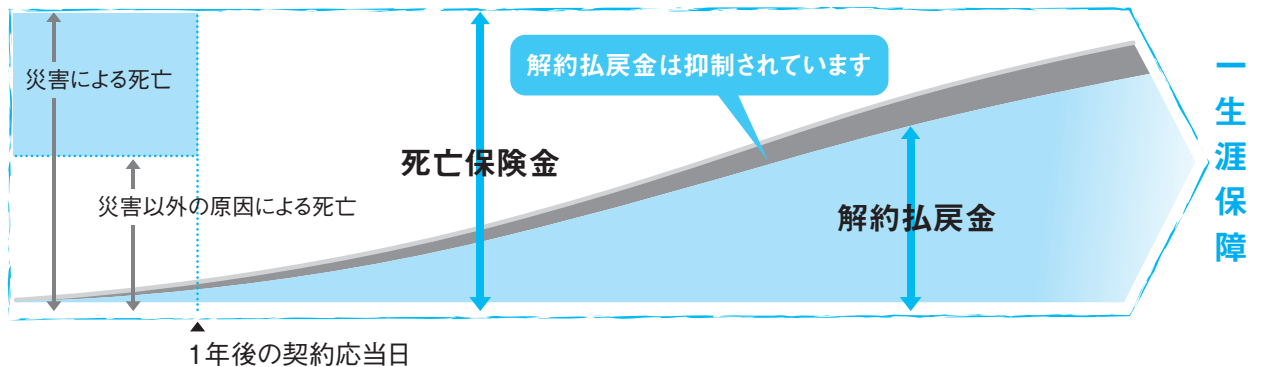 災害による死亡
災害以外の原因による死亡
死亡保険金
解約払戻金は抑制されています
解約払戻金
一生涯保障
1年後の契約応当日